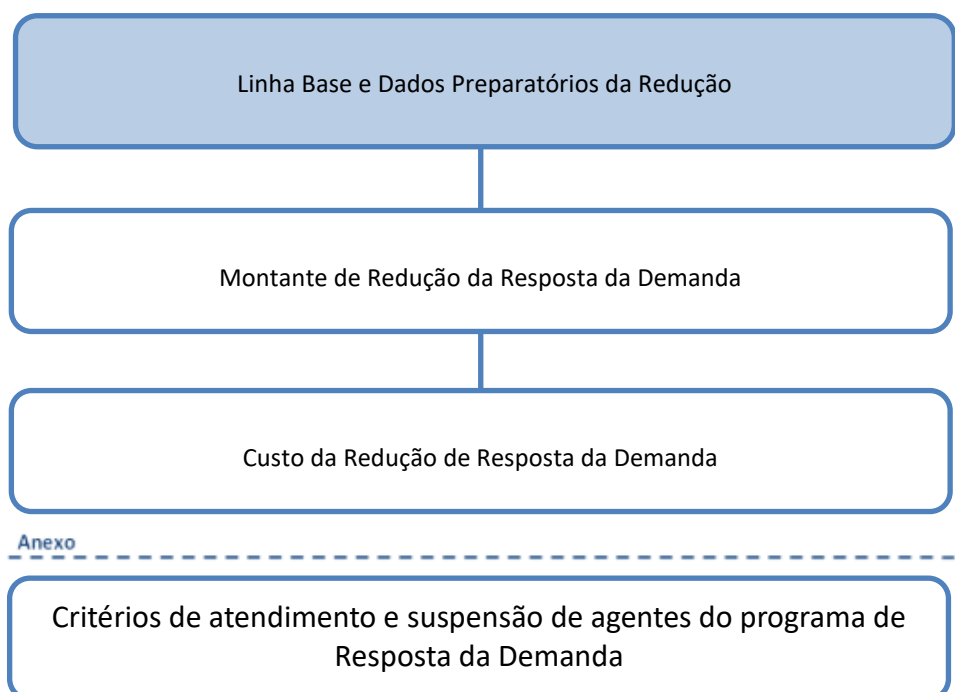 Linha Base e Dados Preparatórios da Redução
Montante de Redução da Resposta da Demanda
Custo da Redução de Resposta da Demanda
Anexo
Critérios de atendimento e suspensão de agentes do programa de
Resposta da Demanda